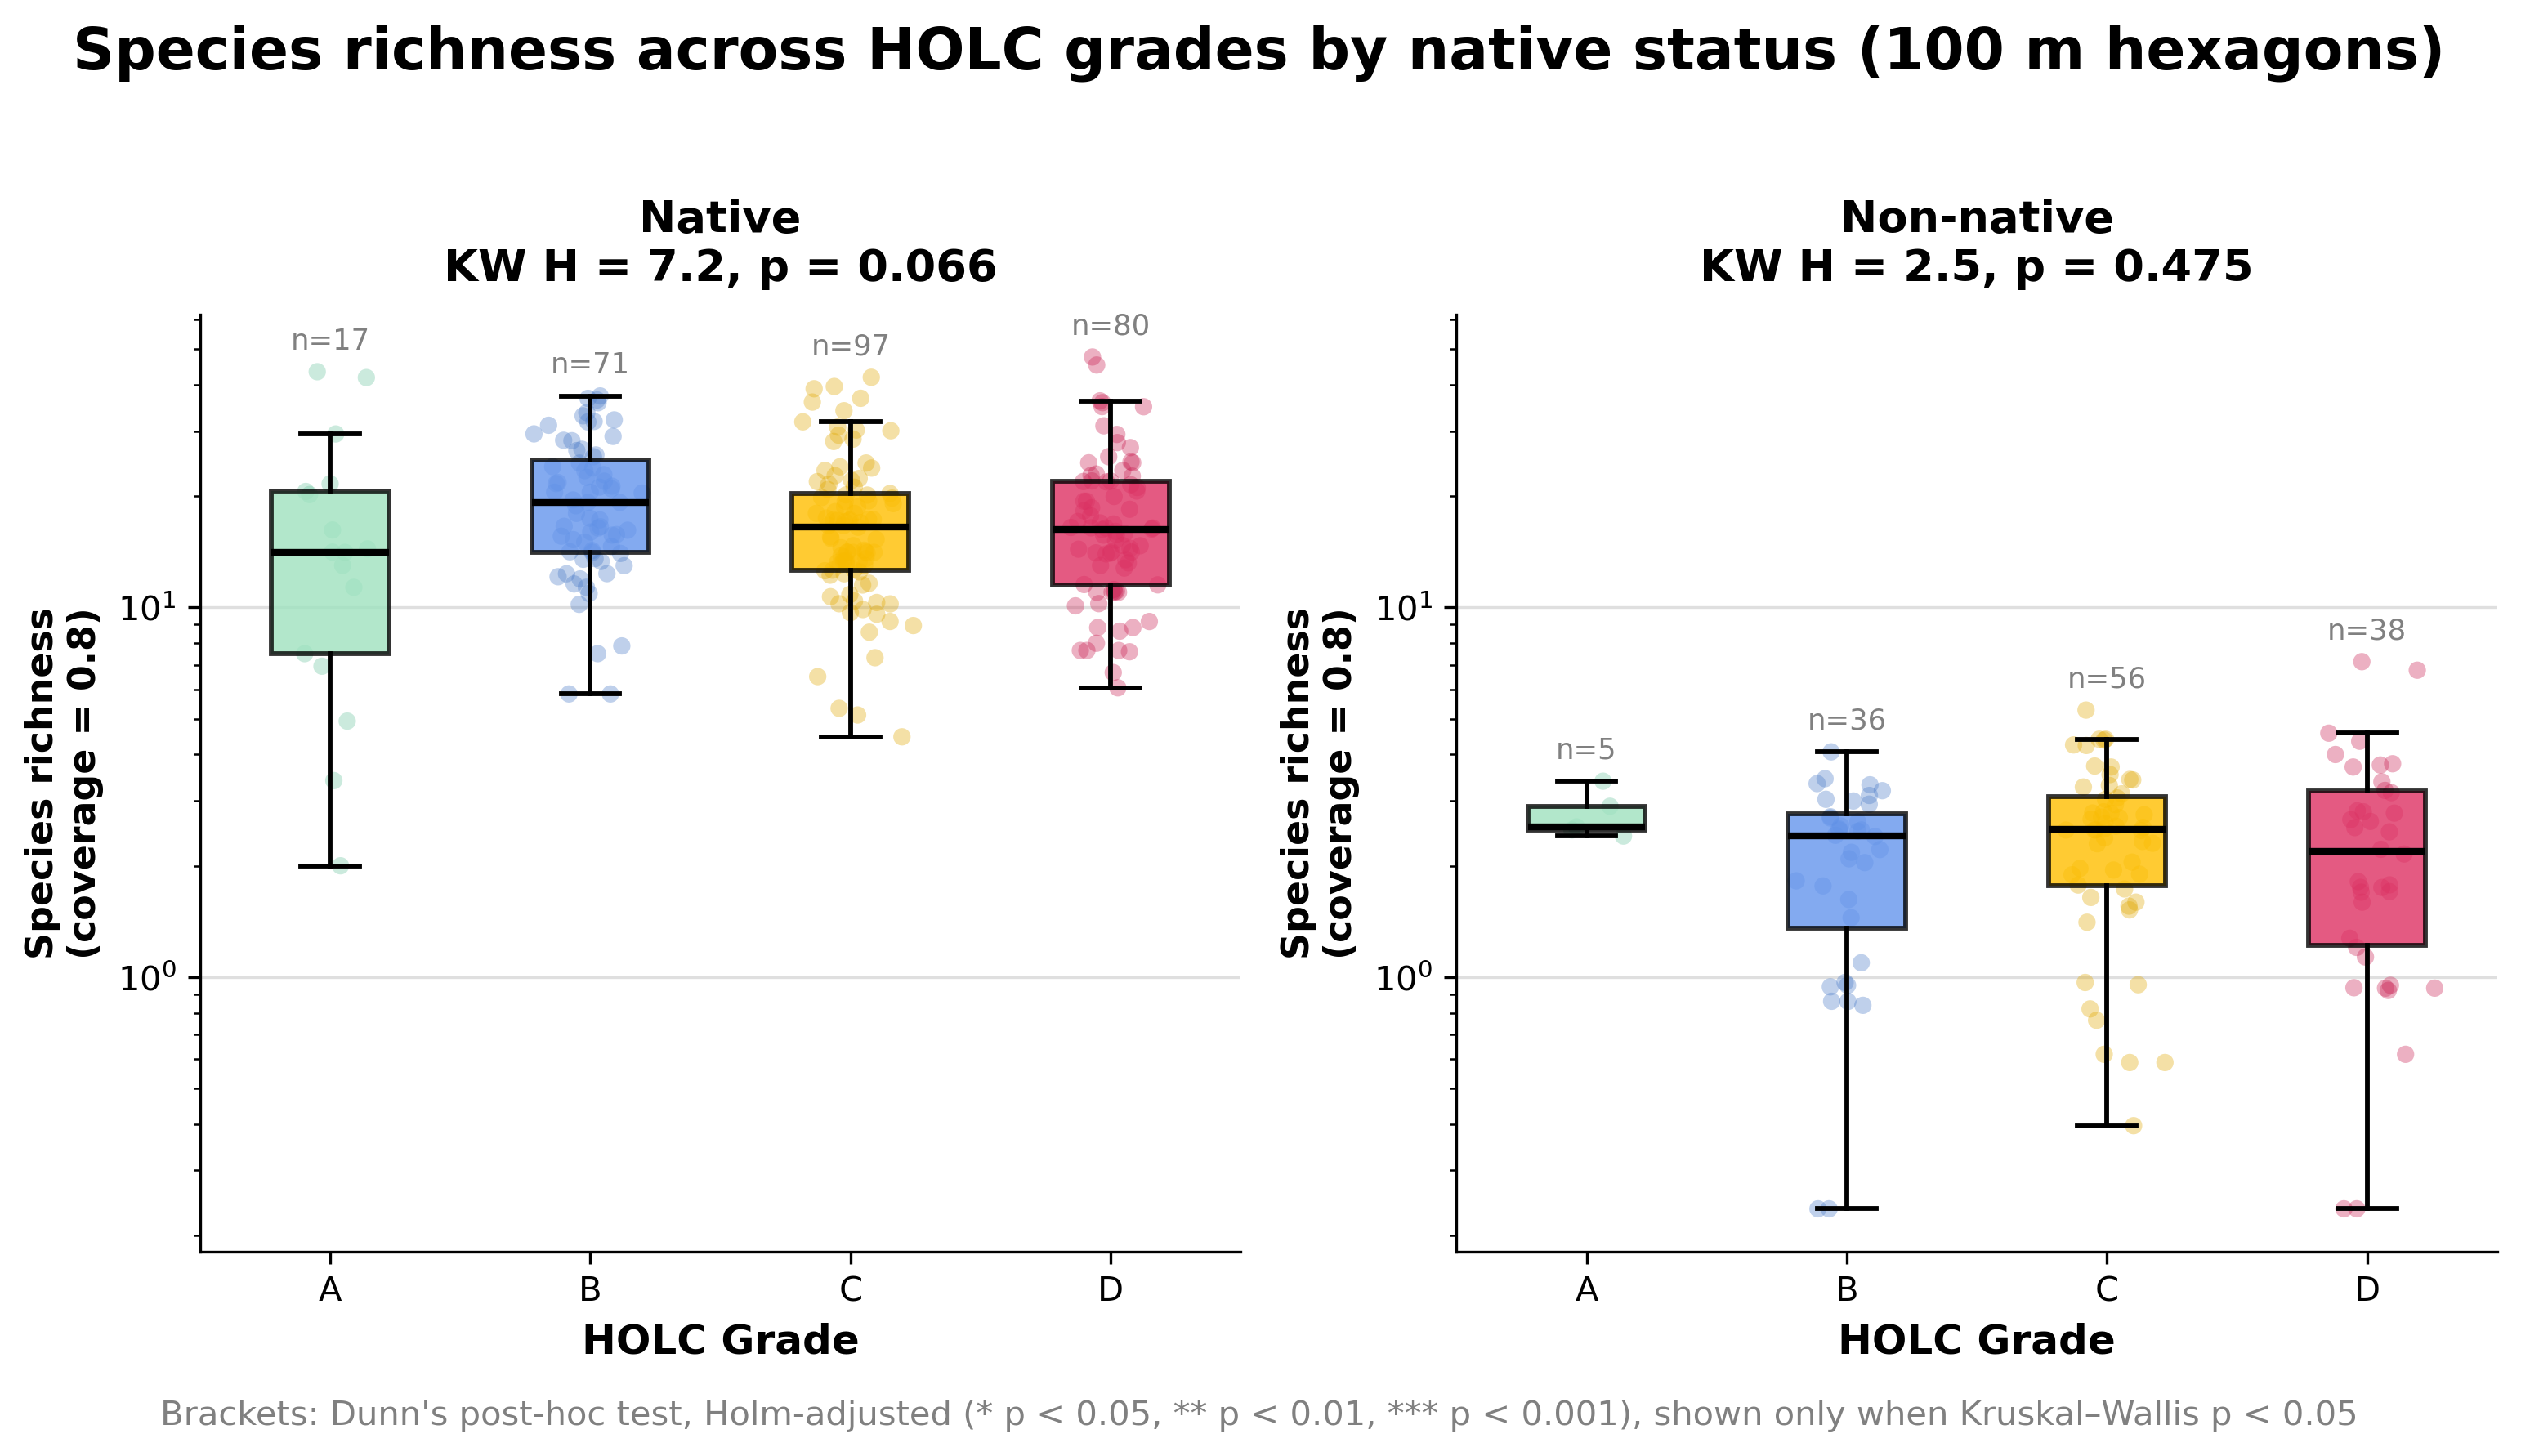 Species richness across HOLC grades by native status (100 m hexagons)
Native
KW H = 7.2, p = 0.066
n=17
n=71
n=97
n=80
Species richness
(coverage = 0.8)
10¹
10⁰
A B C D
HOLC Grade
Non-native
KW H = 2.5, p = 0.475
n=5
n=36
n=56
n=38
Species richness
(coverage = 0.8)
10¹
10⁰
A B C D
HOLC Grade
Brackets: Dunn's post-hoc test, Holm-adjusted (* p < 0.05, ** p < 0.01, *** p < 0.001), shown only when Kruskal–Wallis p < 0.05